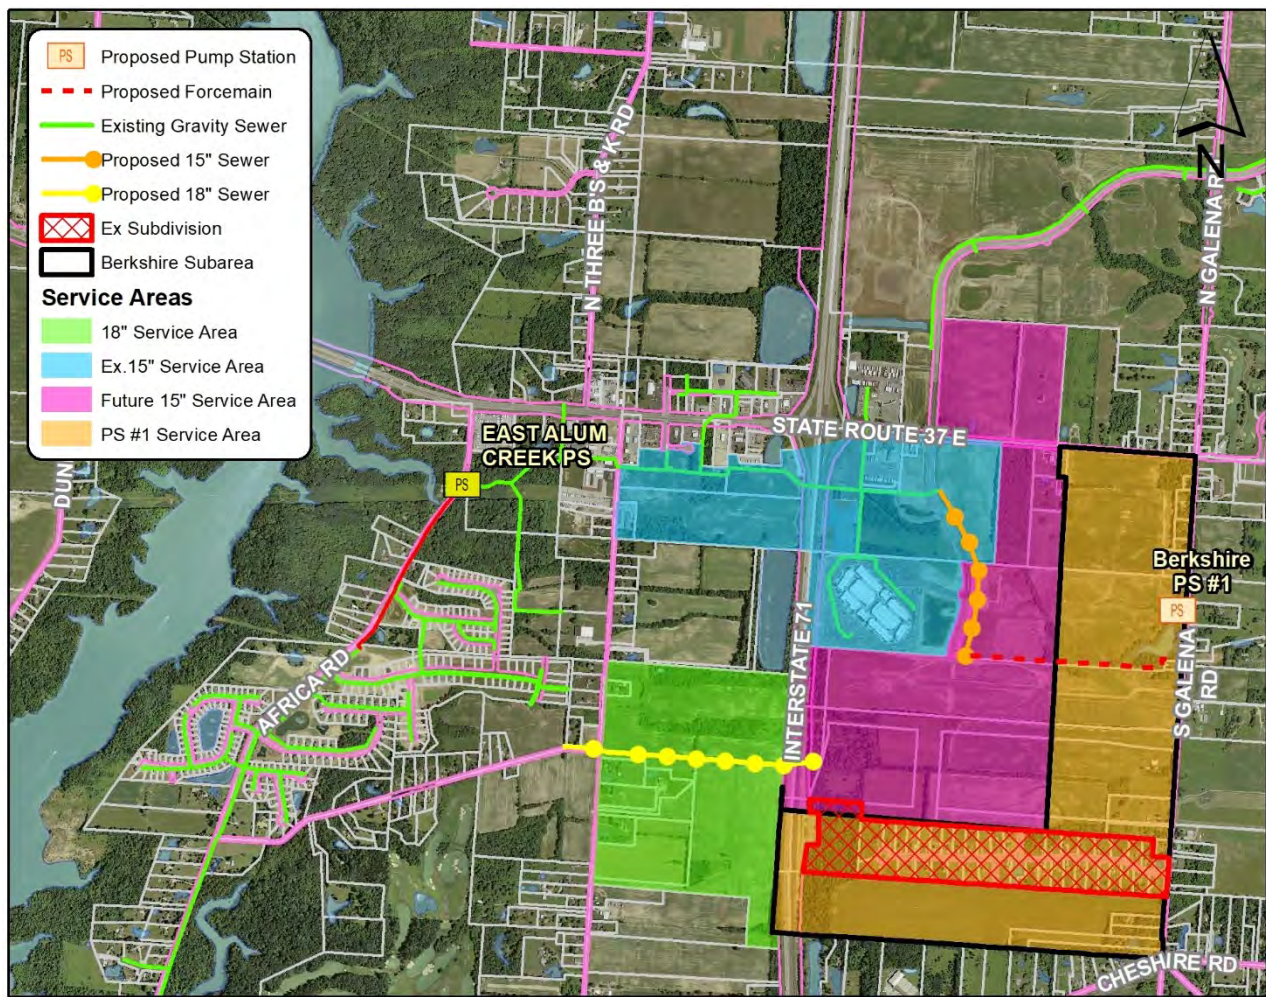 PS Proposed Pump Station
Proposed Forcemain
Existing Gravity Sewer
Proposed 15" Sewer
Proposed 18" Sewer
Ex Subdivision
Berkshire Subarea
Service Areas
18" Service Area
Ex.15" Service Area
Future 15" Service Area
PS #1 Service Area
N THREE B'S & K RD
N
N GALENA R
STATE ROUTE 37 E
EAST ALUM
CREEK PS
PS
DUN
Berkshire
PS #1
PS
INTERSTATE 71
AFRICA RD
S GALENA
RD
CHESHIRE RD